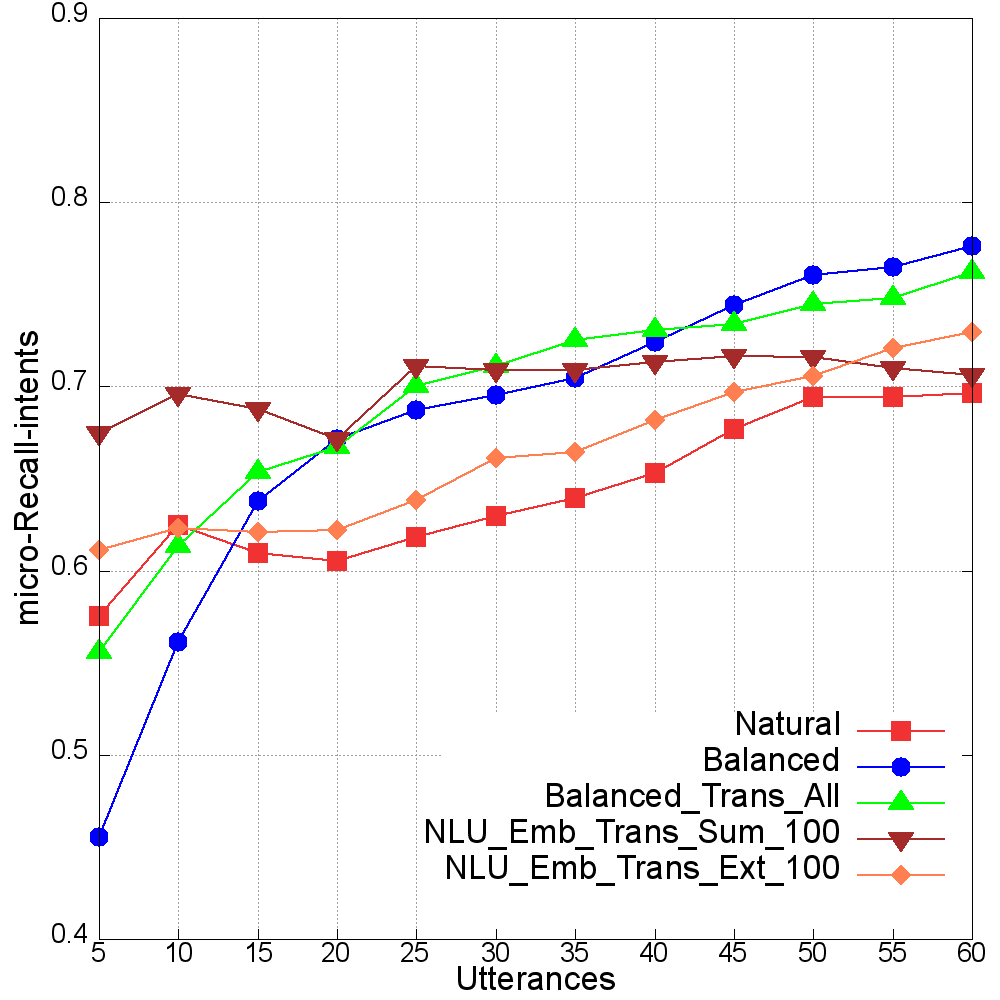 0.9
0.8
0.7
0.6
0.5
0.4
micro-Recall-intents
Natural
Balanced
Balanced_Trans_All
NLU_Emb_Trans_Sum_100
NLU_Emb_Trans_Ext_100
5 10 15 20 25 30 35 40 45 50 55 60
Utterances